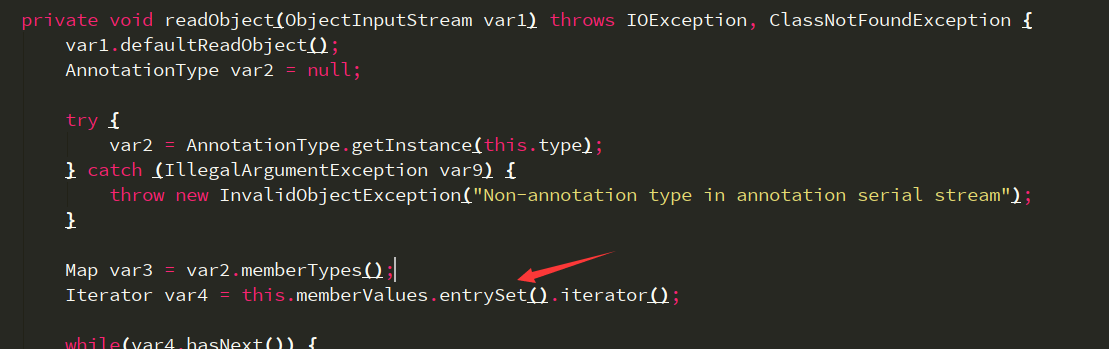 private void readObject(ObjectInputStream var1) throws IOException, ClassNotFoundException {
var1.defaultReadObject();
AnnotationType var2 = null;
try {
var2 = AnnotationType.getInstance(this.type);
} catch (IllegalArgumentException var9) {
throw new InvalidObjectException("Non-annotation type in annotation serial stream");
}
Map var3 = var2.memberTypes();
Iterator var4 = this.memberValues.entrySet().iterator();
while(var4.hasNext()) {